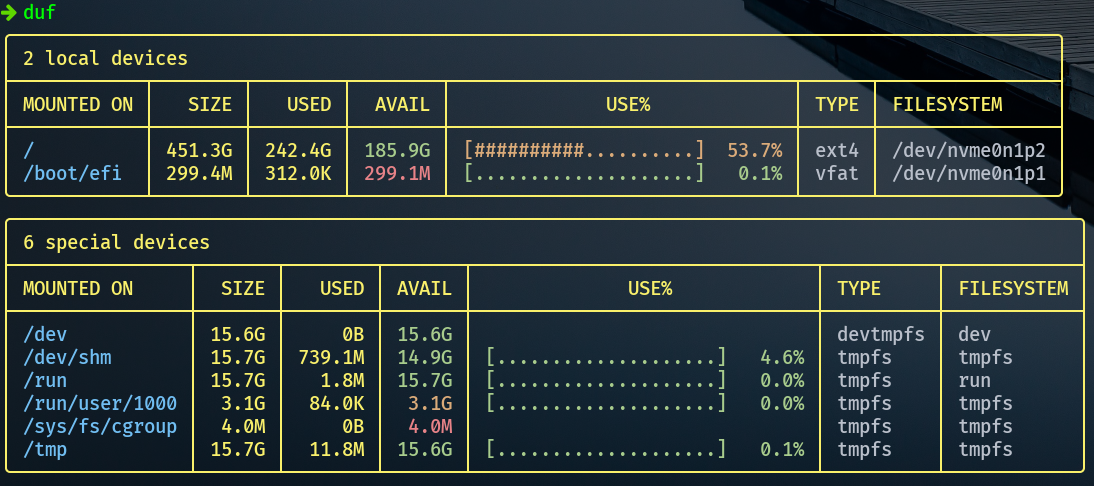 ➜ duf
2 local devices
MOUNTED ON SIZE USED AVAIL USE% TYPE FILESYSTEM
/ 451.3G 242.4G 185.9G [##########..........] 53.7% ext4 /dev/nvme0n1p2
/boot/efi 299.4M 312.0K 299.1M [....................] 0.1% vfat /dev/nvme0n1p1
6 special devices
MOUNTED ON SIZE USED AVAIL USE% TYPE FILESYSTEM
/dev 15.6G 0B 15.6G devtmpfs dev
/dev/shm 15.7G 739.1M 14.9G [....................] 4.6% tmpfs tmpfs
/run 15.7G 1.8M 15.7G [....................] 0.0% tmpfs run
/run/user/1000 3.1G 84.0K 3.1G [....................] 0.0% tmpfs tmpfs
/sys/fs/cgroup 4.0M 0B 4.0M tmpfs tmpfs
/tmp 15.7G 11.8M 15.6G [....................] 0.1% tmpfs tmpfs